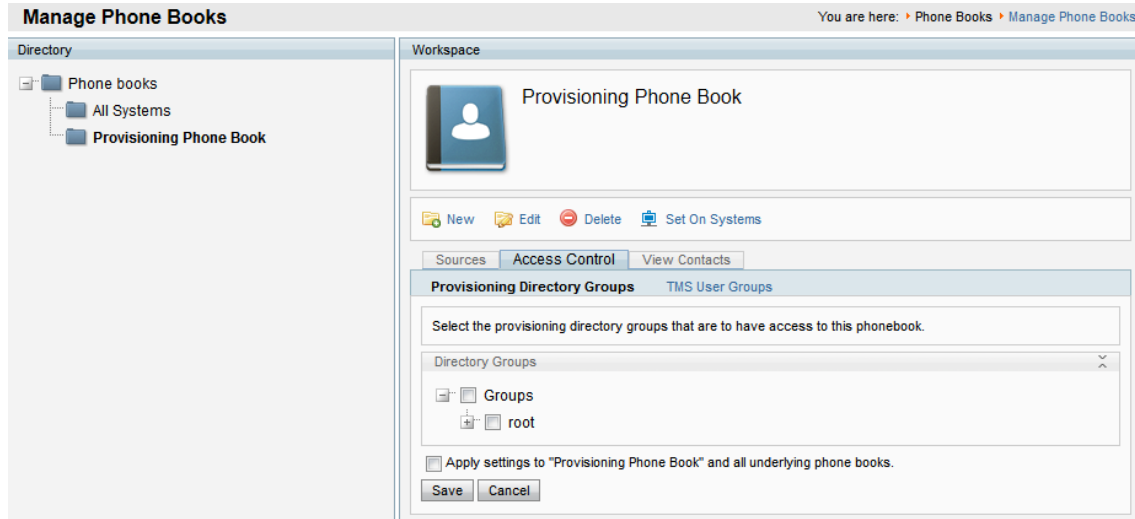 Manage Phone Books
You are here: Phone Books Manage Phone Books
Directory
Phone books
All Systems
Provisioning Phone Book
Workspace
Provisioning Phone Book
New Edit Delete Set On Systems
Sources Access Control View Contacts
Provisioning Directory Groups TMS User Groups
Select the provisioning directory groups that are to have access to this phonebook.
Directory Groups
Groups
root
Apply settings to "Provisioning Phone Book" and all underlying phone books.
Save Cancel